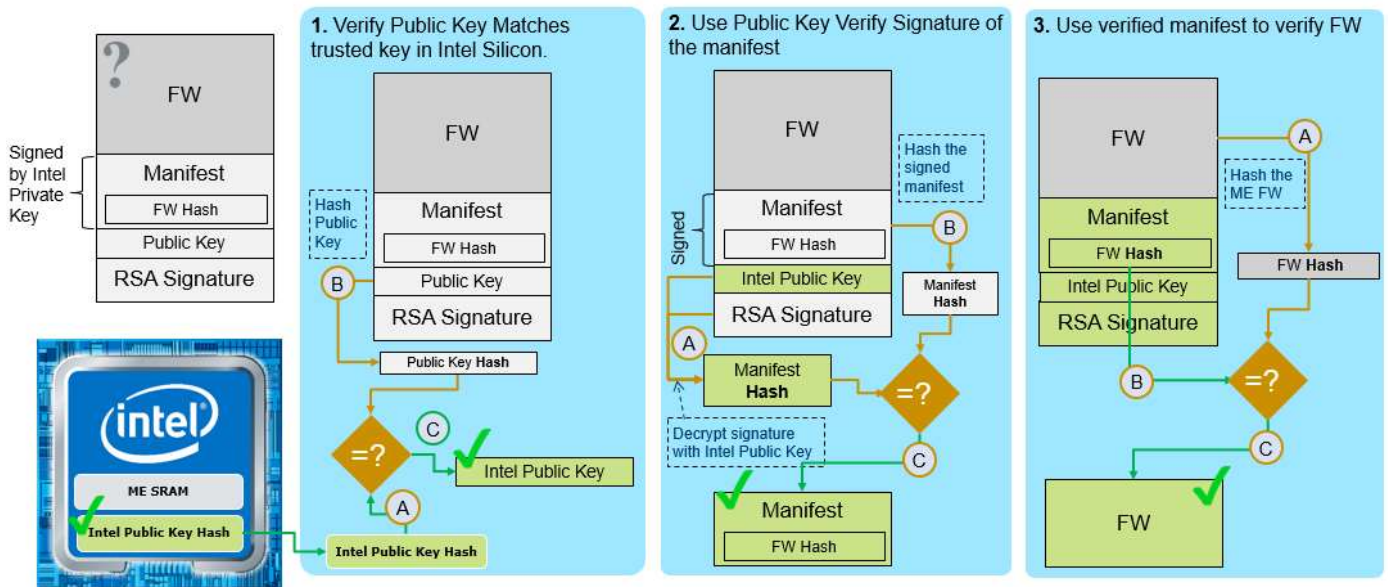 ?
FW
Signed
by Intel
Private
Key
Manifest
FW Hash
Public Key
RSA Signature
intel®
ME SRAM
Intel Public Key Hash
1. Verify Public Key Matches
trusted key in Intel Silicon.
FW
Hash
Public
Key
Manifest
FW Hash
B
Public Key
RSA Signature
Public Key Hash
=?
C
Intel Public Key
A
Intel Public Key Hash
2. Use Public Key Verify Signature of
the manifest
FW
Hash the
signed
manifest
Signed
Manifest
FW Hash
B
Intel Public Key
RSA Signature
Manifest
Hash
A
Manifest
Hash
=?
Decrypt signature
with Intel Public Key
C
Manifest
FW Hash
3. Use verified manifest to verify FW
FW
A
Hash the
ME FW
Manifest
FW Hash
Intel Public Key
RSA Signature
FW Hash
B
=?
C
FW